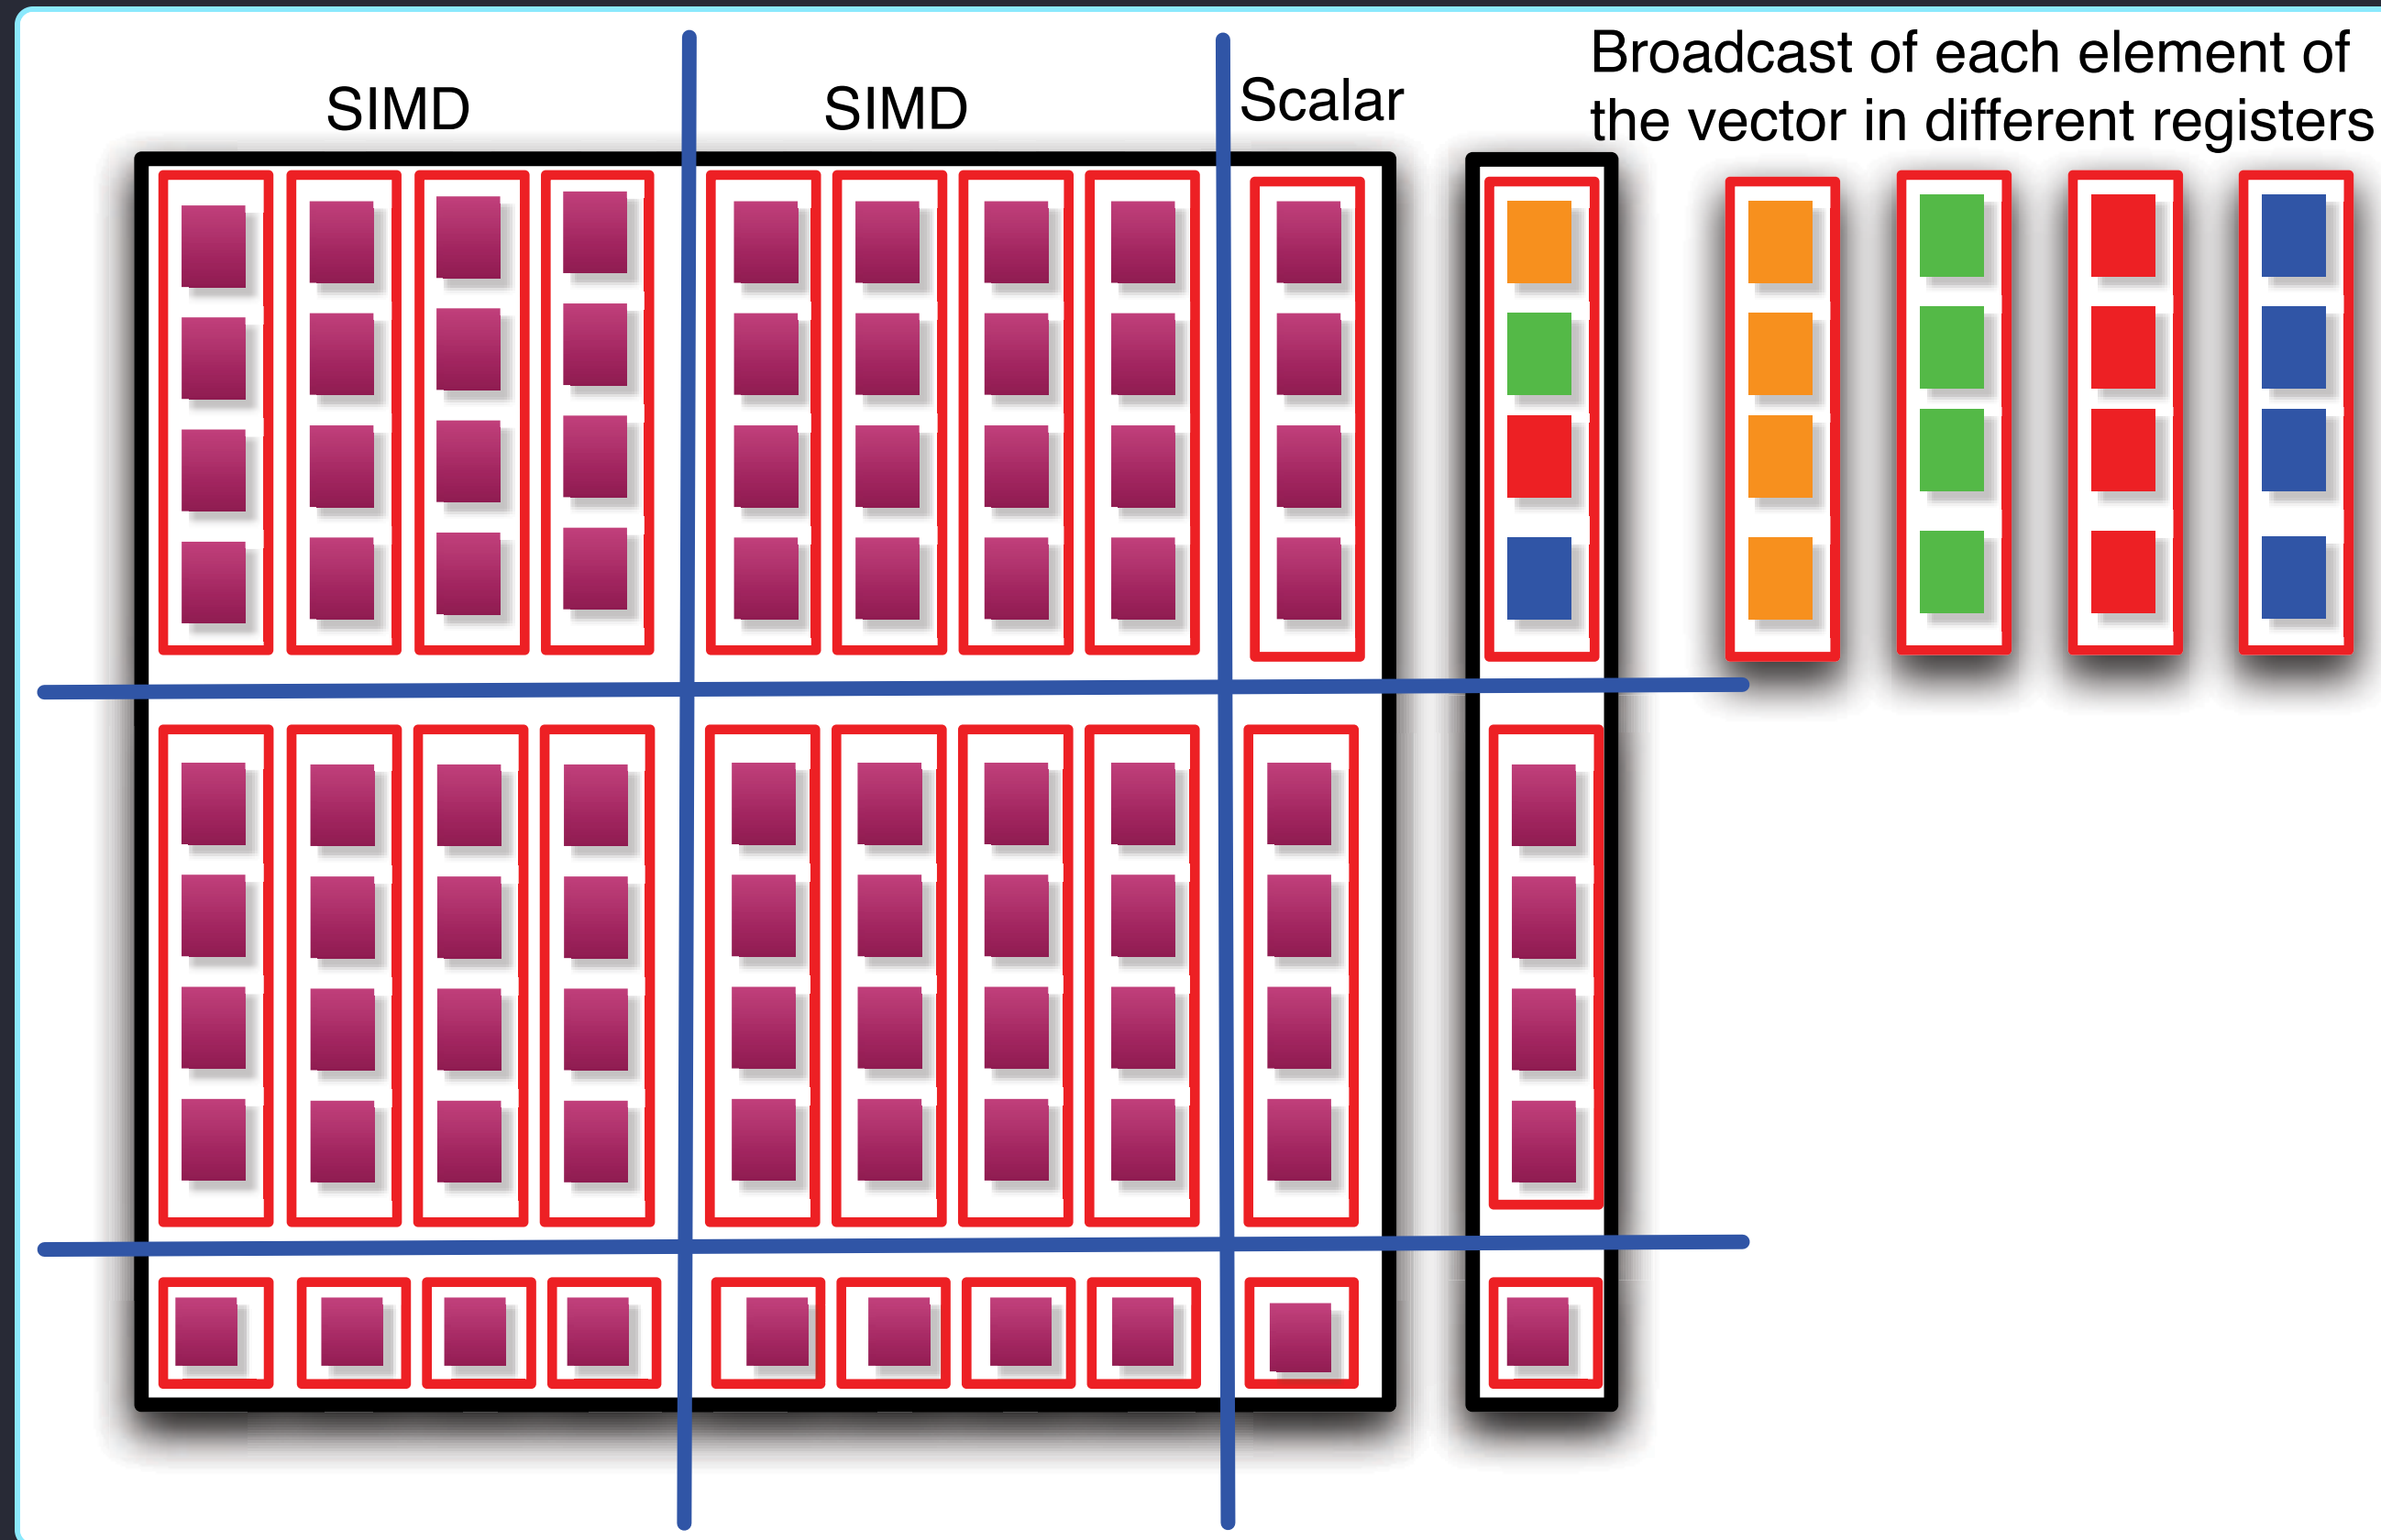 SIMD
SIMD
Scalar
Broadcast of each element of
the vector in different registers